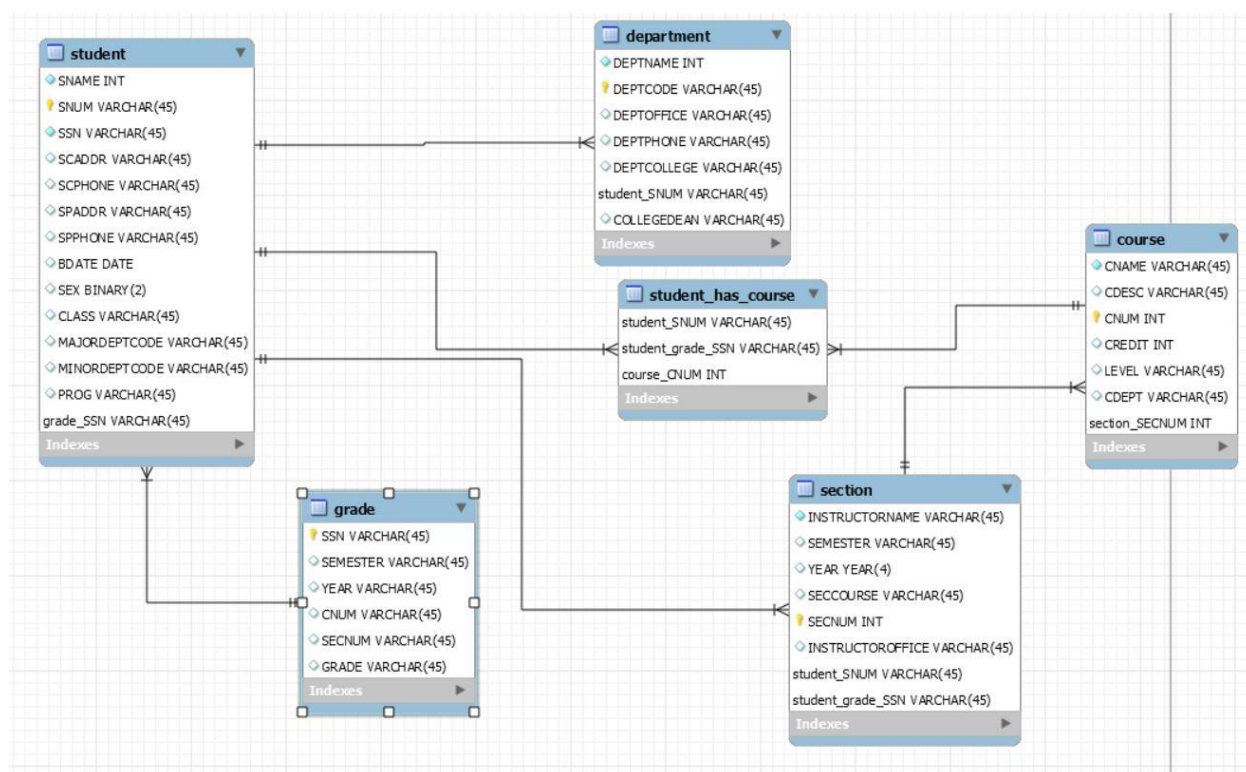 student
SNAME INT
SNUM VARCHAR(45)
SSN VARCHAR(45)
SCADDR VARCHAR(45)
SCPHONE VARCHAR(45)
SPADDR VARCHAR(45)
SPPHONE VARCHAR(45)
BDATE DATE
SEX BINARY(2)
CLASS VARCHAR(45)
MAJORDEPTCODE VARCHAR(45)
MINORDEPTCODE VARCHAR(45)
PROG VARCHAR(45)
grade_SSN VARCHAR(45)
Indexes
department
DEPTNAME INT
DEPTCODE VARCHAR(45)
DEPTOFFICE VARCHAR(45)
DEPTPHONE VARCHAR(45)
DEPTCOLLEGE VARCHAR(45)
student_SNUM VARCHAR(45)
COLLEGEDEAN VARCHAR(45)
Indexes
student_has_course
student_SNUM VARCHAR(45)
student_grade_SSN VARCHAR(45)
course_CNUM INT
Indexes
course
CNAME VARCHAR(45)
CDESC VARCHAR(45)
CNUM INT
CREDIT INT
LEVEL VARCHAR(45)
CDEPT VARCHAR(45)
section_SECNUM INT
Indexes
grade
SSN VARCHAR(45)
SEMESTER VARCHAR(45)
YEAR VARCHAR(45)
CNUM VARCHAR(45)
SECNUM VARCHAR(45)
GRADE VARCHAR(45)
Indexes
section
INSTRUCTORNAME VARCHAR(45)
SEMESTER VARCHAR(45)
YEAR YEAR(4)
SECCOURSE VARCHAR(45)
SECNUM INT
INSTRUCTOROFFICE VARCHAR(45)
student_SNUM VARCHAR(45)
student_grade_SSN VARCHAR(45)
Indexes